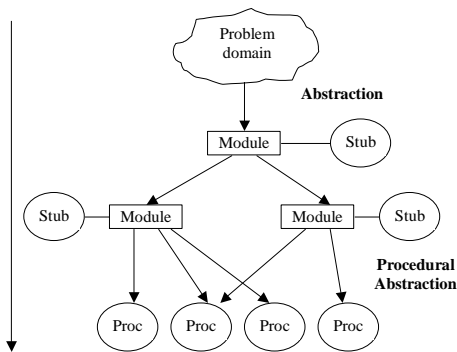 Problem
domain
Abstraction
Module
Stub
Stub
Module
Module
Stub
Procedural
Abstraction
Proc
Proc
Proc
Proc